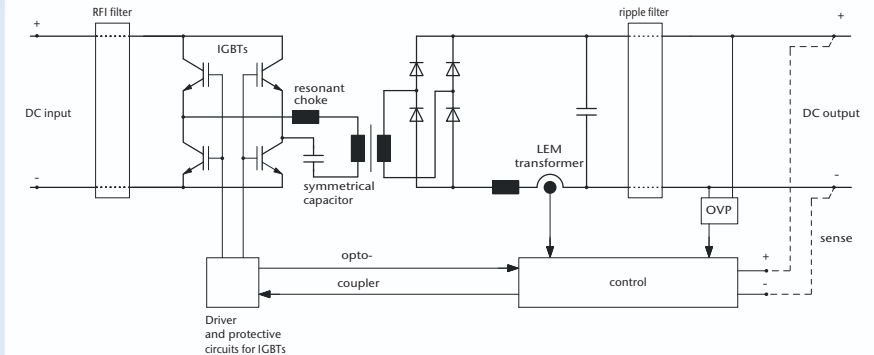 RFI filter
ripple filter
+
+
IGBTs
resonant
choke
DC input
DC output
LEM
transformer
-
-
symmetrical
capacitor
OVP
sense
opto-
+
control
coupler
-
Driver
and protective
circuits for IGBTs